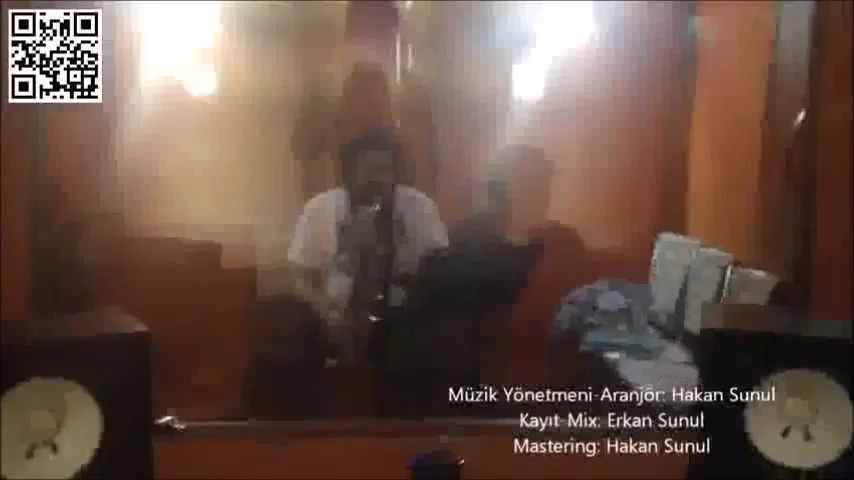 Müzik Yönetmeni-Aranjör: Hakan Sunul
Kayıt-Mix: Erkan Sunul
Mastering: Hakan Sunul